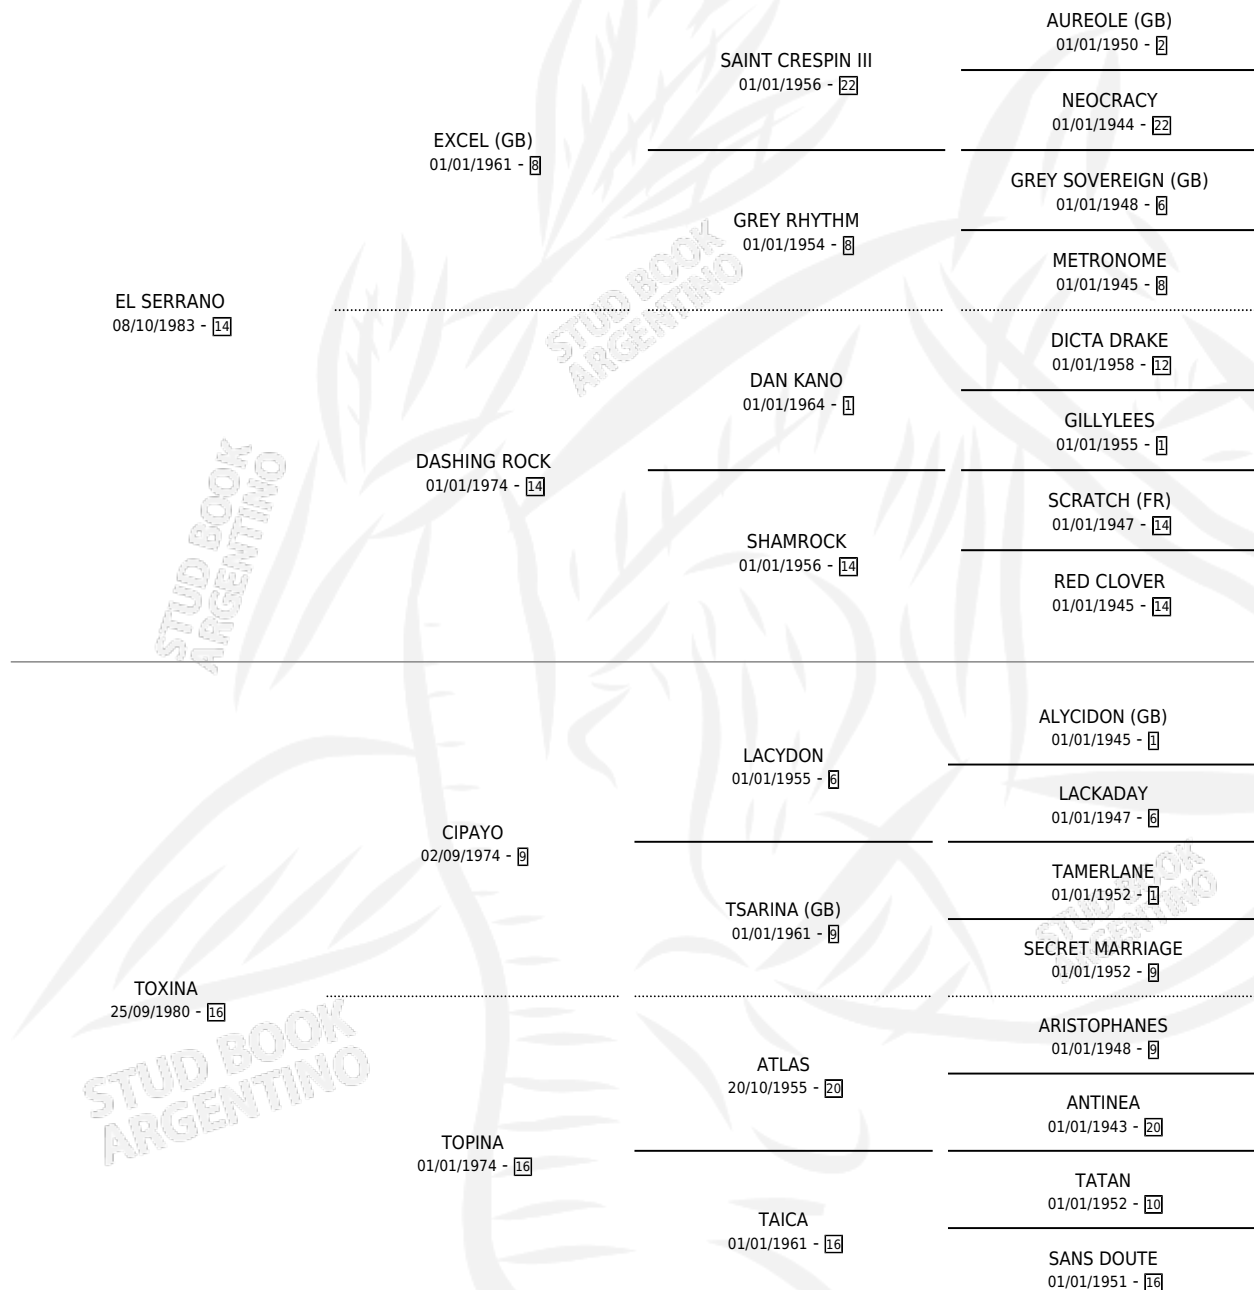 AUREOLE (GB)
01/01/1950 - 2
SAINT CRESPIN III
01/01/1956 - 22
NEOCRACY
01/01/1944 - 22
EXCEL (GB)
01/01/1961 - 8
GREY SOVEREIGN (GB)
01/01/1948 - 6
GREY RHYTHM
01/01/1954 - 8
METRONOME
01/01/1945 - 8
EL SERRANO
08/10/1983 - 14
DICTA DRAKE
01/01/1958 - 12
DAN KANO
01/01/1964 - 1
GILLYLEES
01/01/1955 - 1
DASHING ROCK
01/01/1974 - 14
SCRATCH (FR)
01/01/1947 - 14
SHAMROCK
01/01/1956 - 14
RED CLOVER
01/01/1945 - 14
ALYCIDON (GB)
01/01/1945 - 1
LACYDON
01/01/1955 - 6
LACKADAY
01/01/1947 - 6
CIPAYO
02/09/1974 - 9
TAMERLANE
01/01/1952 - 1
TSARINA (GB)
01/01/1961 - 9
SECRET MARRIAGE
01/01/1952 - 9
TOXINA
25/09/1980 - 16
ARISTOPHANES
01/01/1948 - 9
ATLAS
20/10/1955 - 20
ANTINEA
01/01/1943 - 20
TOPINA
01/01/1974 - 16
TATAN
01/01/1952 - 10
TAICA
01/01/1961 - 16
SANS DOUTE
01/01/1951 - 16
STUD BOOK
ARGENTINO
STUD BOOK
ARGENTINO
STUD BOOK
ARGENTINO
STUD BOOK
ARGENTINO